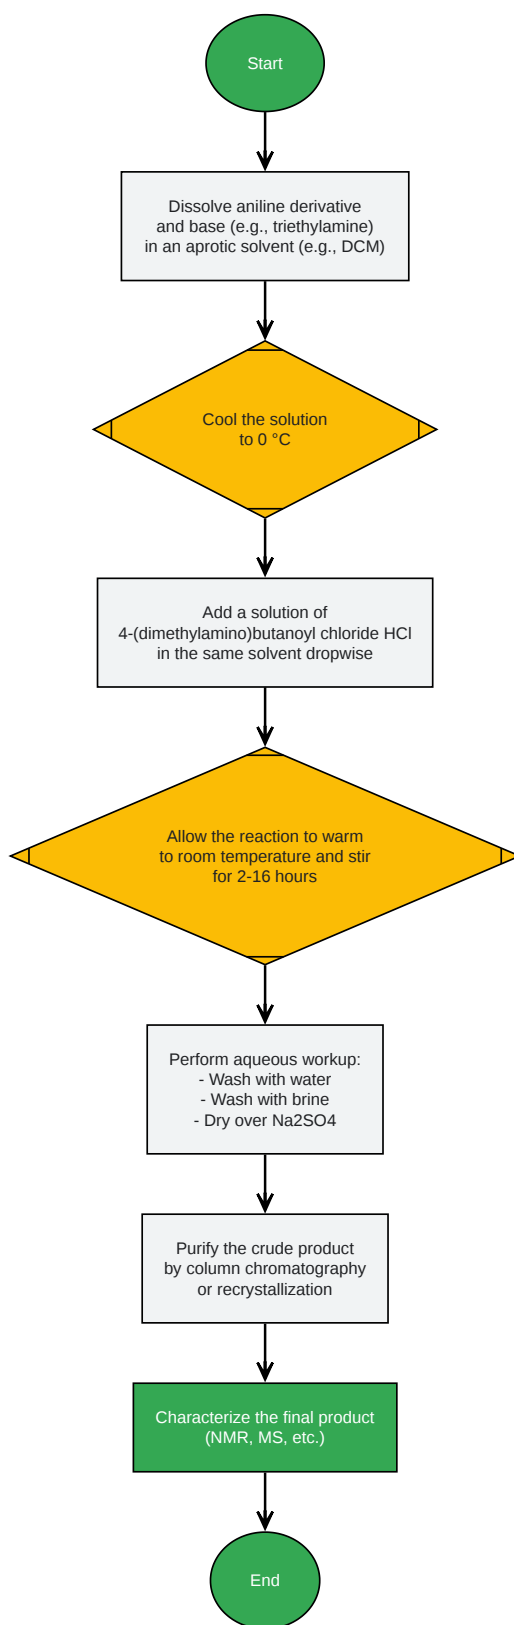 Start
Dissolve aniline derivative
and base (e.g., triethylamine)
in an aprotic solvent (e.g., DCM)
Cool the solution
to 0 °C
Add a solution of
4-(dimethylamino)butanoyl chloride HCl
in the same solvent dropwise
Allow the reaction to warm
to room temperature and stir
for 2-16 hours
Perform aqueous workup:
- Wash with water
- Wash with brine
- Dry over Na2SO4
Purify the crude product
by column chromatography
or recrystallization
Characterize the final product
(NMR, MS, etc.)
End